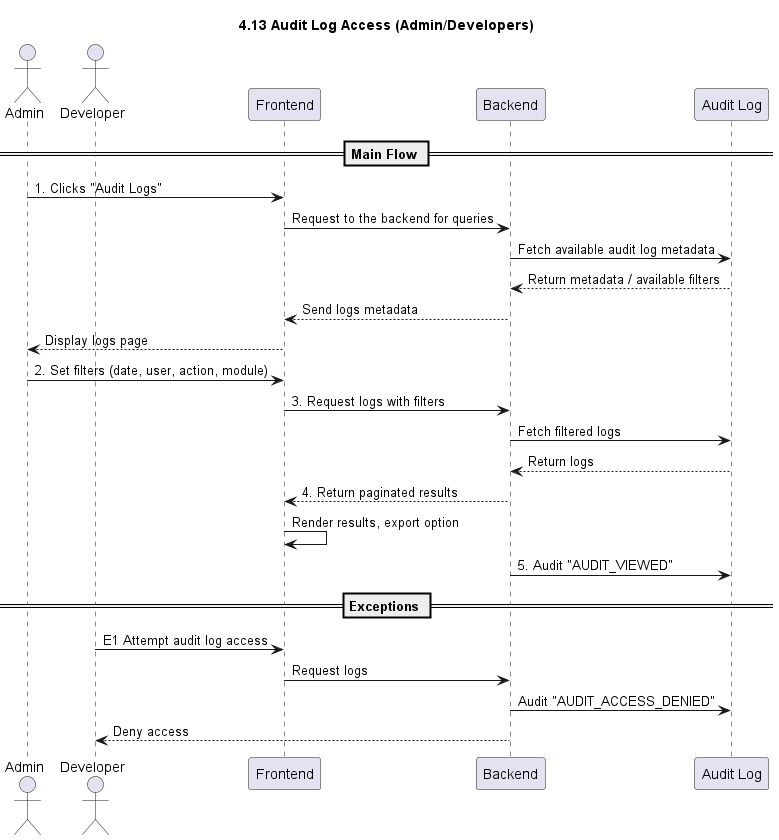 4.13 Audit Log Access (Admin/Developers)
Admin
Developer
Frontend
Backend
Audit Log
Main Flow
1. Clicks "Audit Logs"
Request to the backend for queries
Fetch available audit log metadata
Return metadata / available filters
Send logs metadata
Display logs page
2. Set filters (date, user, action, module)
3. Request logs with filters
Fetch filtered logs
Return logs
4. Return paginated results
Render results, export option
5. Audit "AUDIT_VIEWED"
Exceptions
E1 Attempt audit log access
Request logs
Audit "AUDIT_ACCESS_DENIED"
Deny access
Admin
Developer
Frontend
Backend
Audit Log